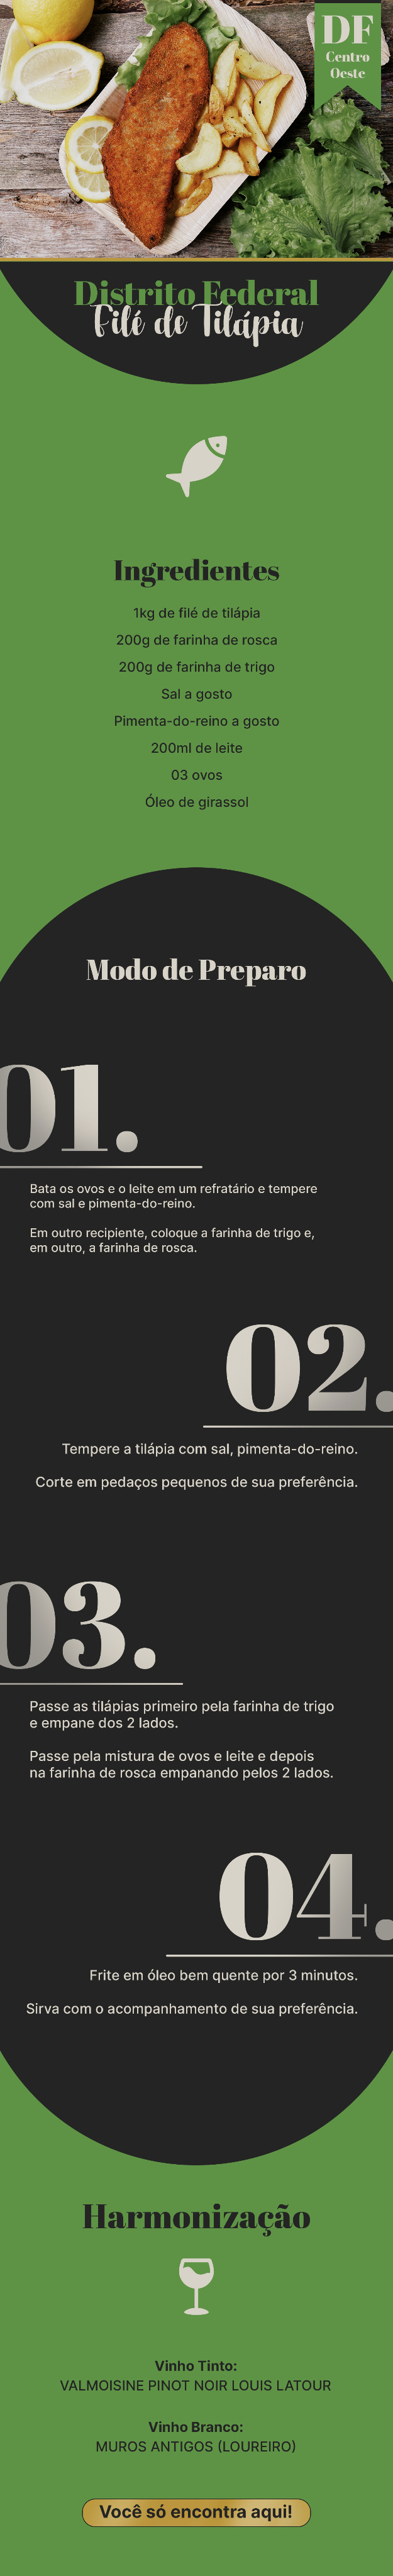 DF
Centro
Oeste
Distrito Federal
Filé de Tilápia
Ingredientes
1kg de filé de tilápia
200g de farinha de rosca
200g de farinha de trigo
Sal a gosto
Pimenta-do-reino a gosto
200ml de leite
03 ovos
Óleo de girassol
Modo de Preparo
01.
Bata os ovos e o leite em um refratário e tempere
com sal e pimenta-do-reino.
Em outro recipiente, coloque a farinha de trigo e,
em outro, a farinha de rosca.
02.
Tempere a tilápia com sal, pimenta-do-reino.
Corte em pedaços pequenos de sua preferência.
03.
Passe as tilápias primeiro pela farinha de trigo
e empane dos 2 lados.
Passe pela mistura de ovos e leite e depois
na farinha de rosca empanando pelos 2 lados.
04.
Frite em óleo bem quente por 3 minutos.
Sirva com o acompanhamento de sua preferência.
Harmonização
Vinho Tinto:
VALMOISINE PINOT NOIR LOUIS LATOUR
Vinho Branco:
MUROS ANTIGOS (LOUREIRO)
Você só encontra aqui!